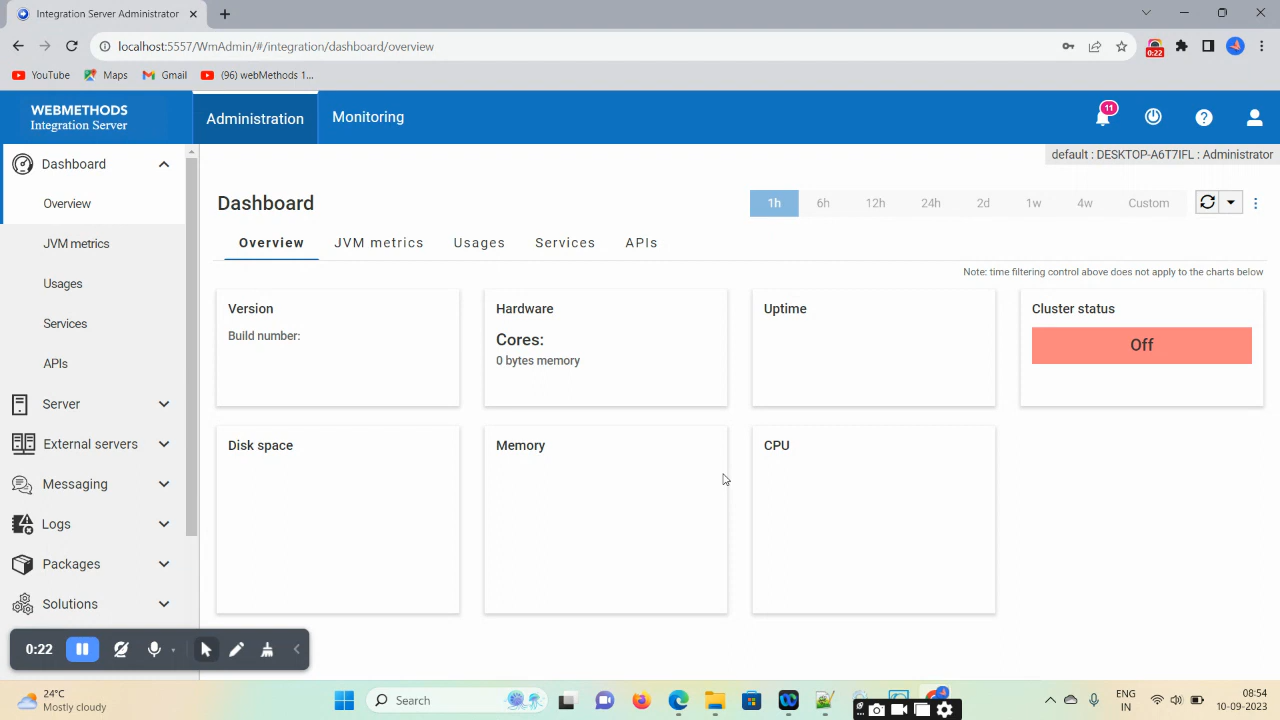 Integration Server Administrator
localhost:5557/WmAdmin/#/integration/dashboard/overview
0:22
YouTube
Maps
Gmail
(96) webMethods 1...
WEBMETHODS
Integration Server
Administration
Monitoring
11
default : DESKTOP-A6T7IFL : Administrator
Dashboard
Overview
JVM metrics
Usages
Services
APIs
Server
External servers
Messaging
Logs
Packages
Solutions
Dashboard
1h 6h 12h 24h 2d 1w 4w Custom
Overview JVM metrics Usages Services APIs
Note: time filtering control above does not apply to the charts below
Version
Build number:
Hardware
Cores:
0 bytes memory
Uptime
Cluster status
Off
Disk space
Memory
CPU
0:22
24°C
Mostly cloudy
Search
ENG
IN
08:54
10-09-2023